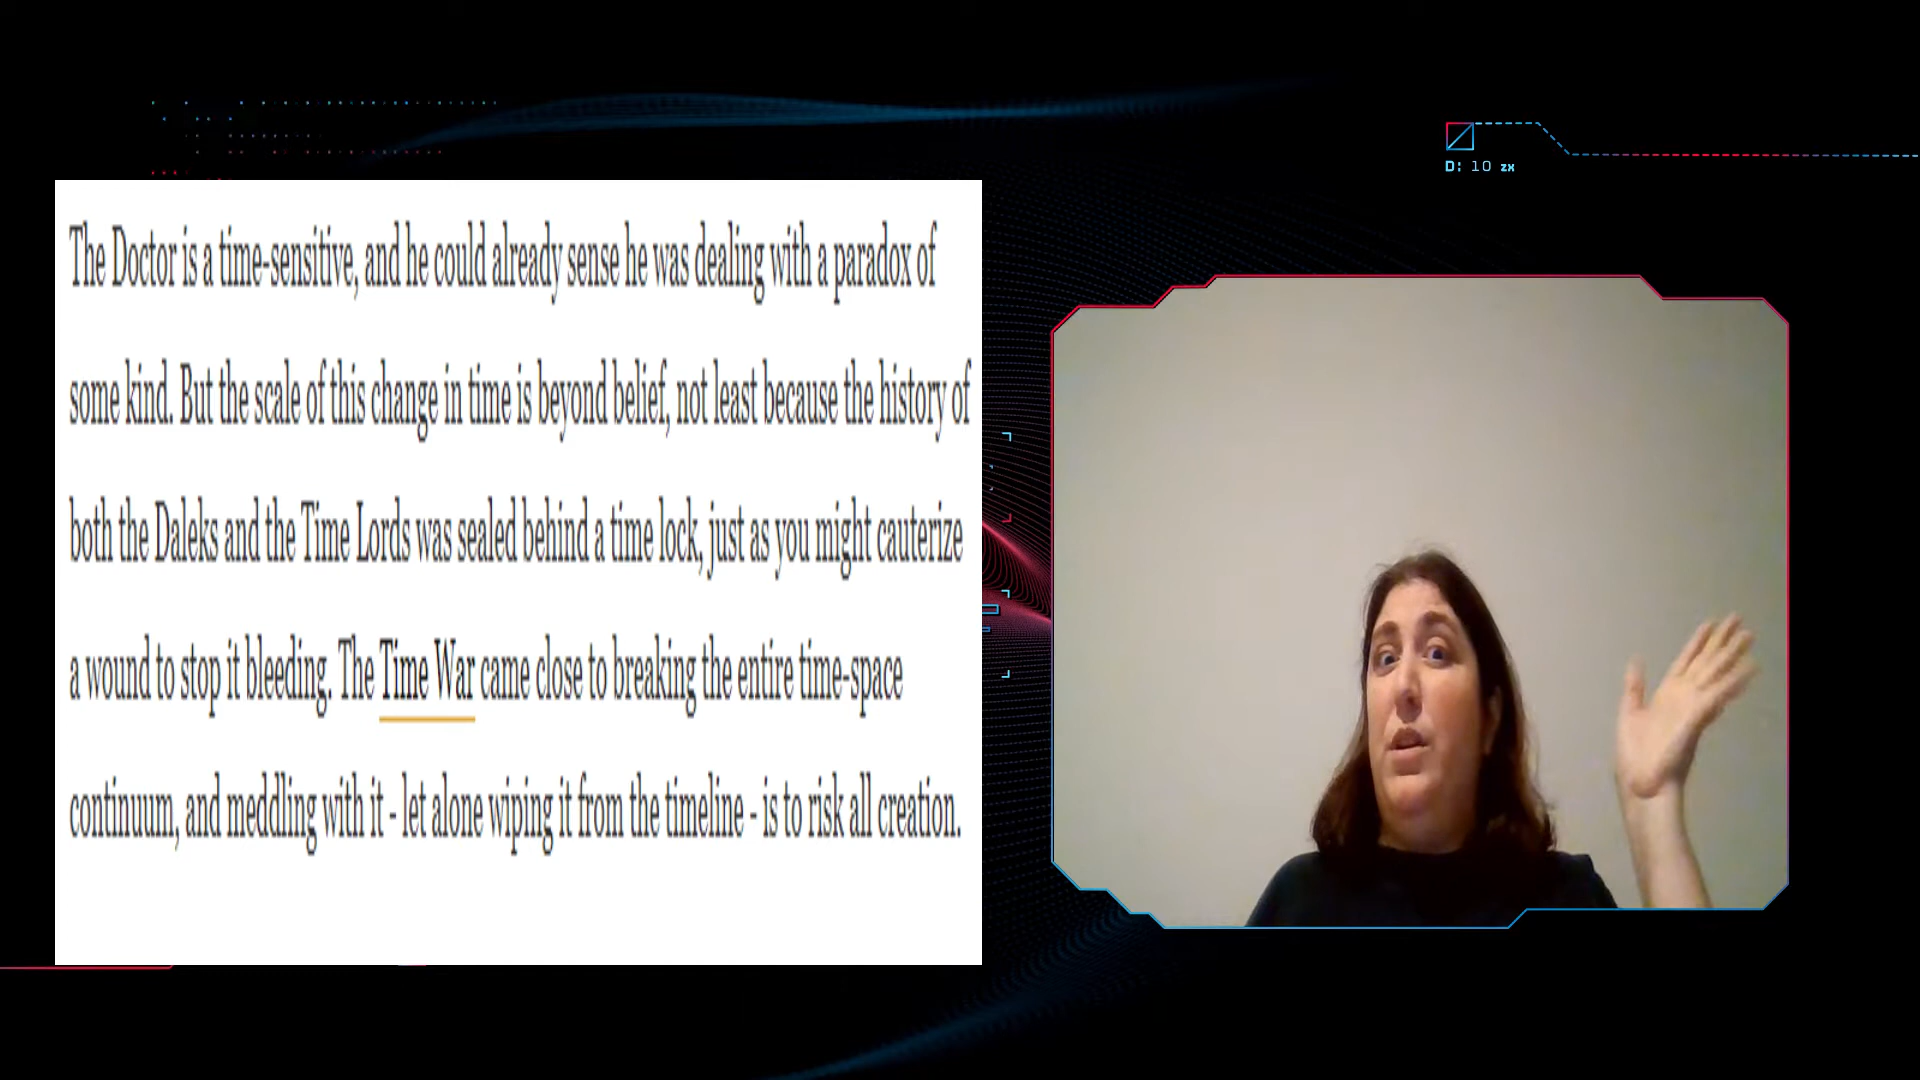 D: 10 zx
The Doctor is a time-sensitive, and he could already sense he was dealing with a paradox of
some kind. But the scale of this change in time is beyond belief, not least because the history of
both the Daleks and the Time Lords was sealed behind a time lock, just as you might cauterize
a wound to stop it bleeding. The Time War came close to breaking the entire time-space
continuum, and meddling with it - let alone wiping it from the timeline - is to risk all creation.